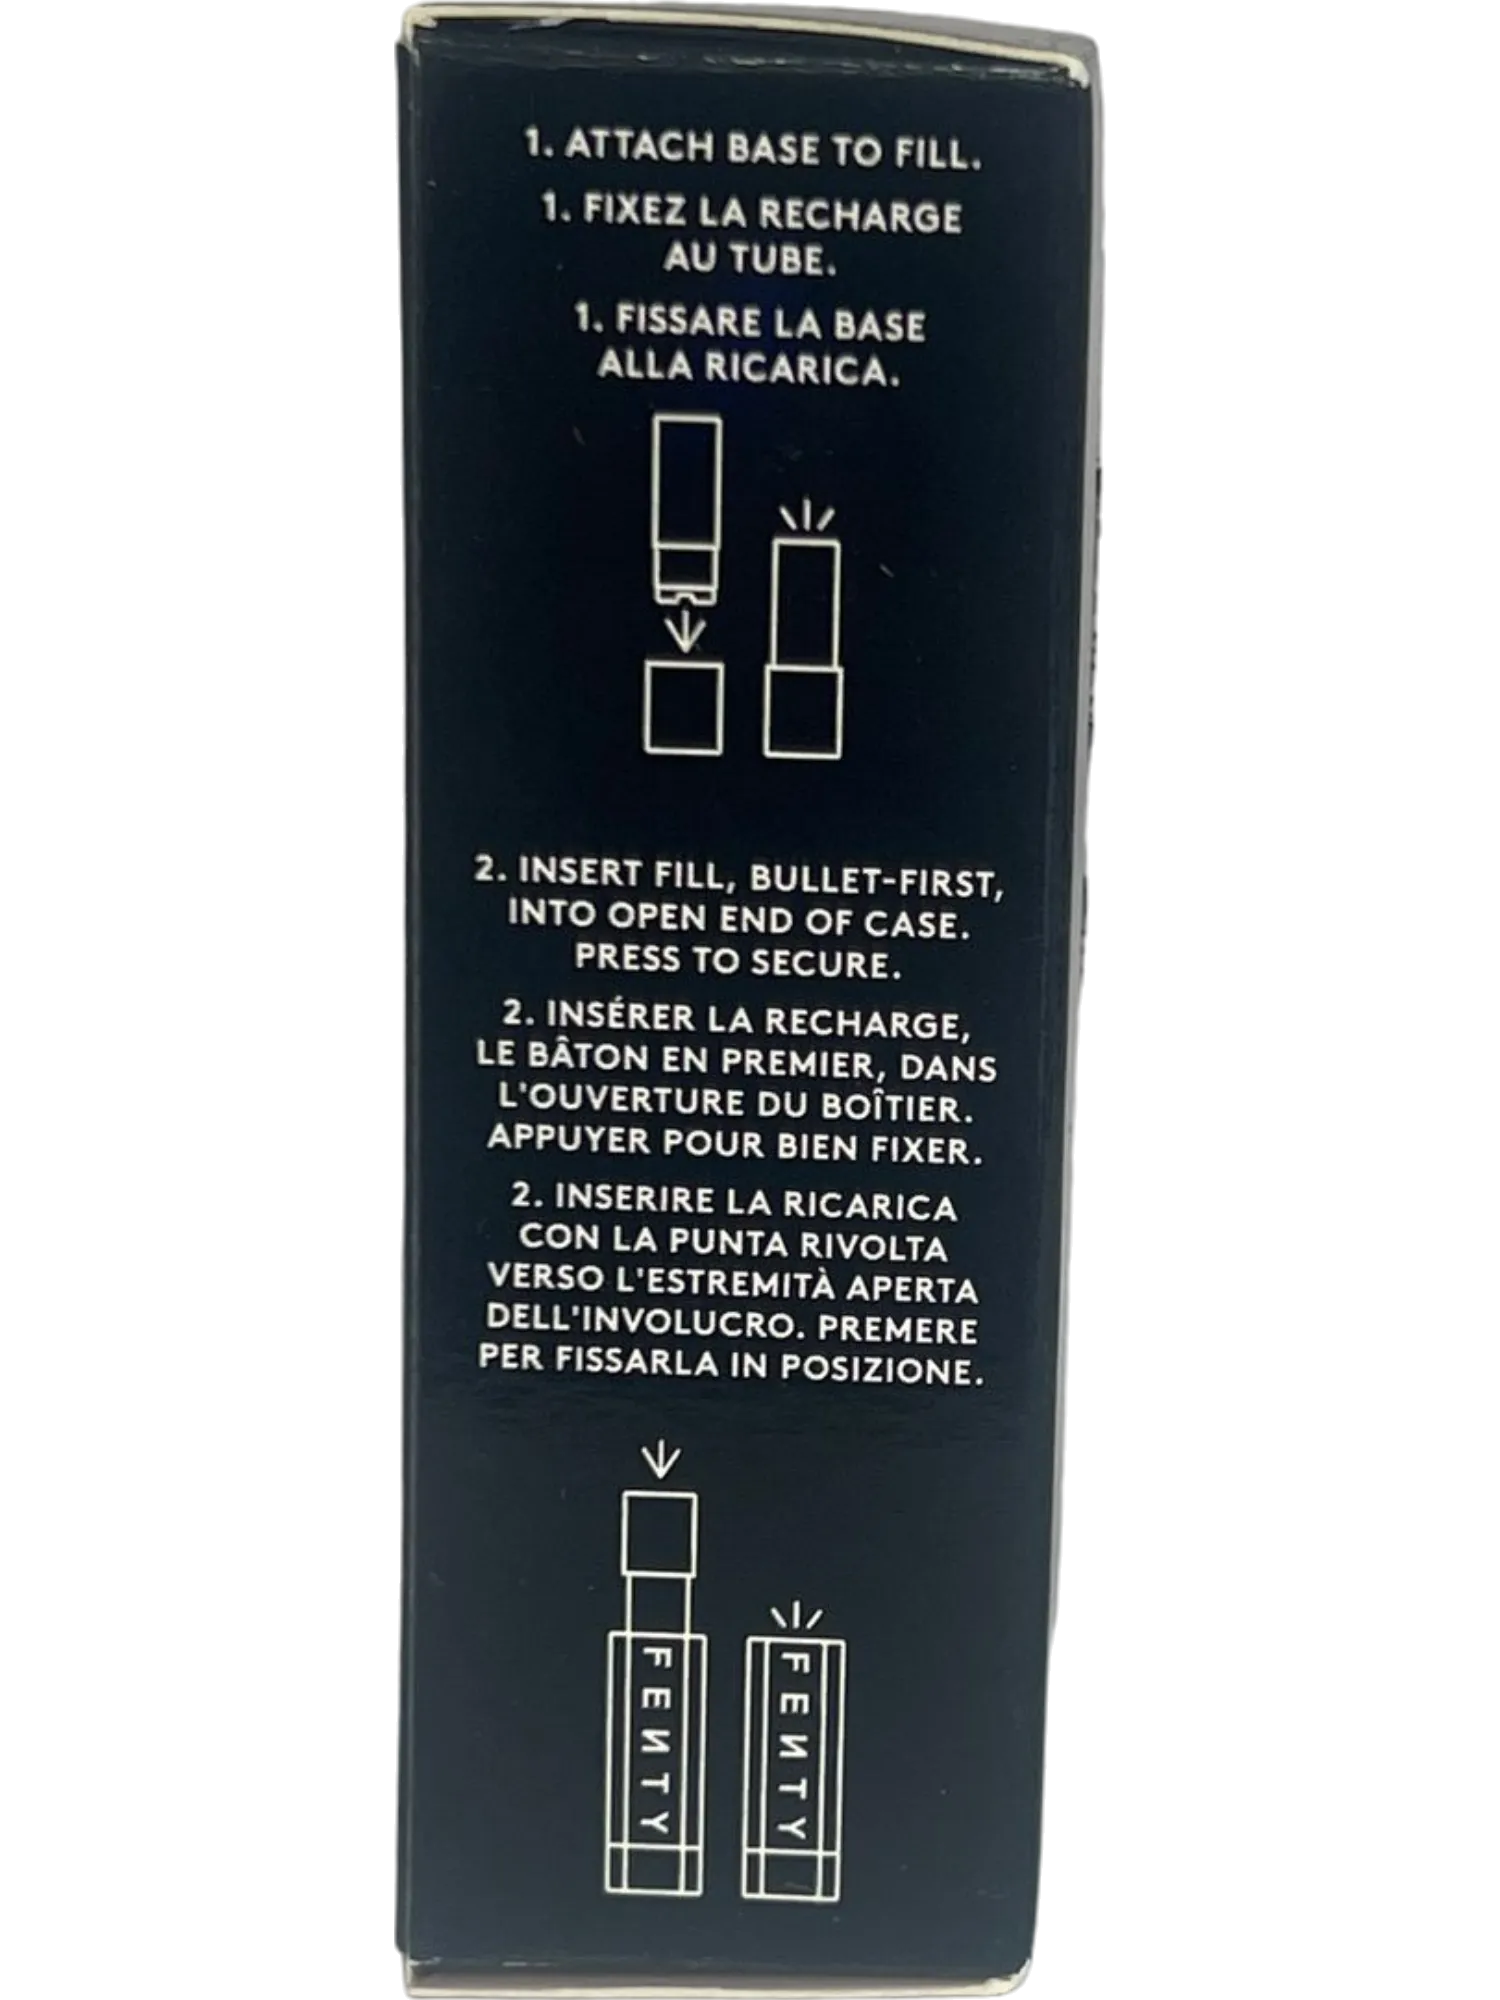 1. ATTACH BASE TO FILL.
1. FIXEZ LA RECHARGE
AU TUBE.
1. FISSARE LA BASE
ALLA RICARICA.
2. INSERT FILL, BULLET-FIRST,
INTO OPEN END OF CASE.
PRESS TO SECURE.
2. INSÉRER LA RECHARGE,
LE BÂTON EN PREMIER, DANS
L'OUVERTURE DU BOÎTIER.
APPUYER POUR BIEN FIXER.
2. INSERIRE LA RICARICA
CON LA PUNTA RIVOLTA
VERSO L'ESTREMITÀ APERTA
DELL'INVOLUCRO. PREMERE
PER FISSARLA IN POSIZIONE.
FENTY
FENTY